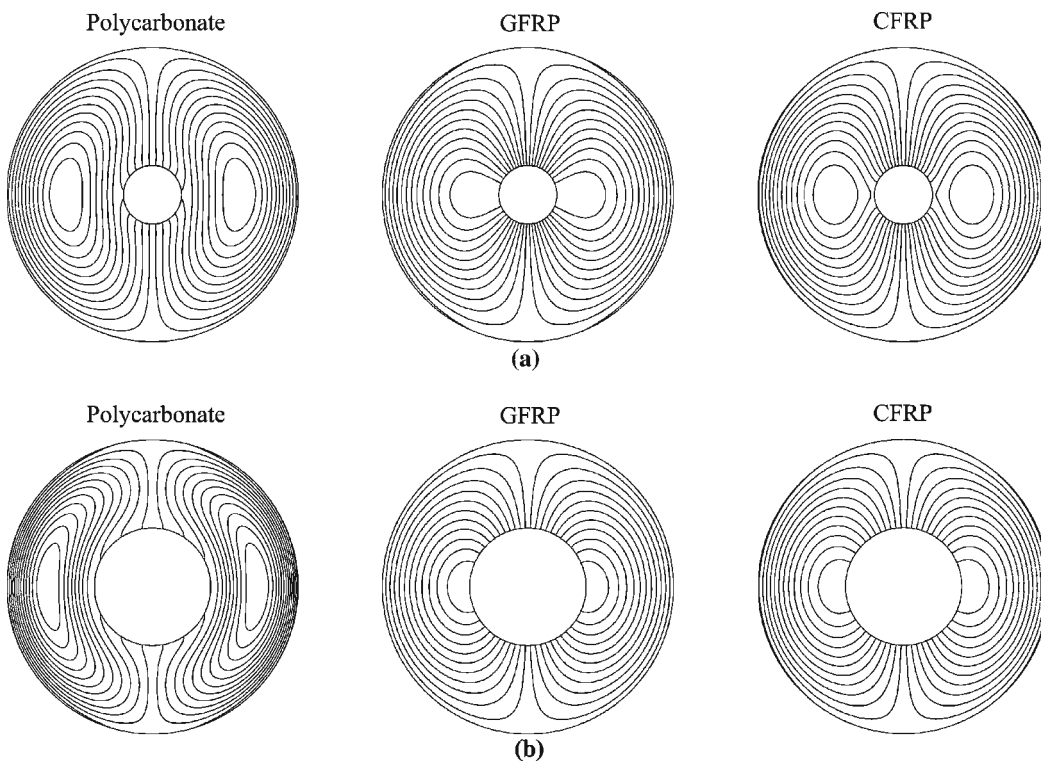 Polycarbonate
GFRP
CFRP
(a)
Polycarbonate
GFRP
CFRP
(b)